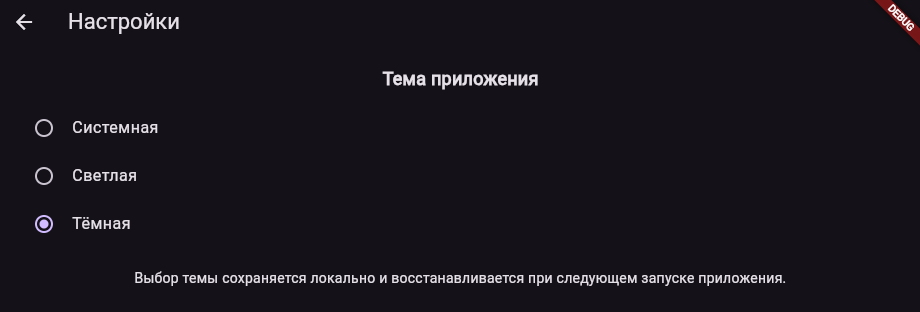 Настройки
DEBUG
Тема приложения
Системная
Светлая
Тёмная
Выбор темы сохраняется локально и восстанавливается при следующем запуске приложения.